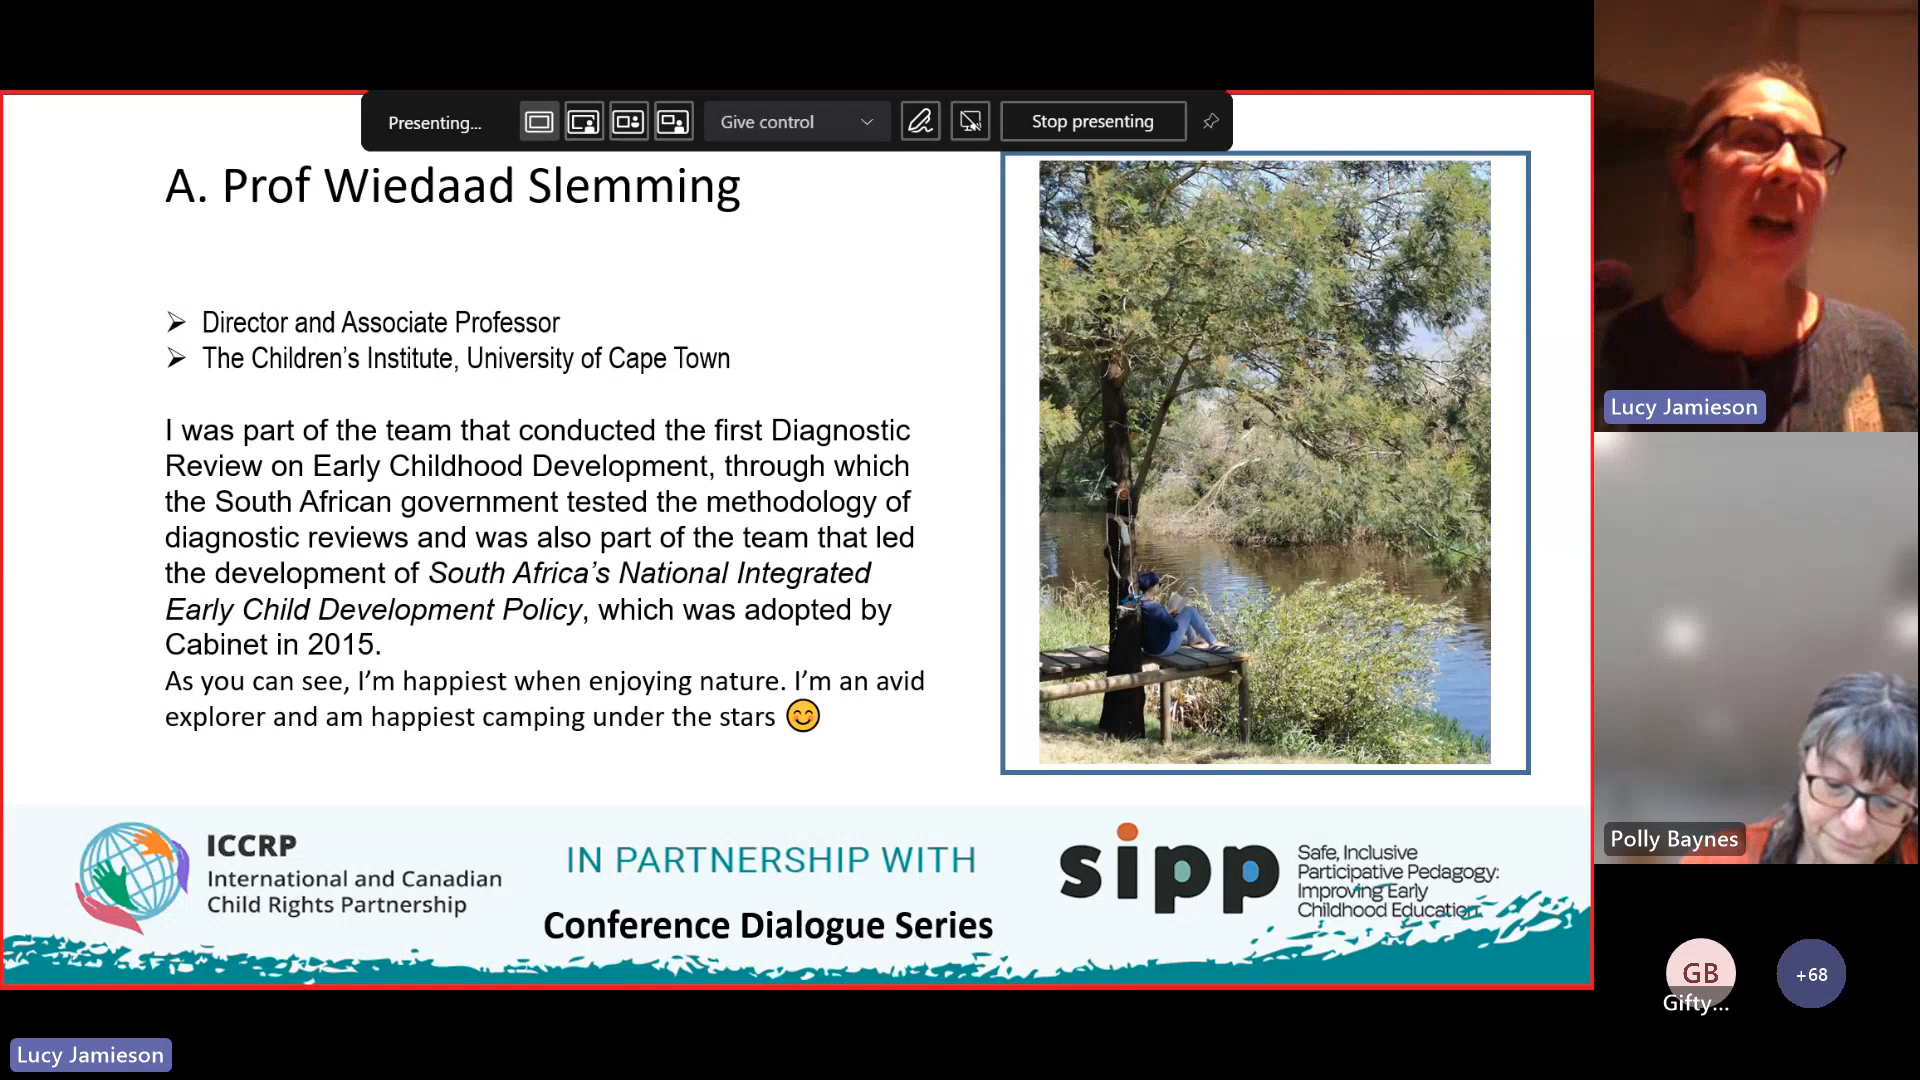 Presenting...
Give control
Stop presenting
A. Prof Wiedaad Slemming
➢ Director and Associate Professor
➢ The Children’s Institute, University of Cape Town
I was part of the team that conducted the first Diagnostic
Review on Early Childhood Development, through which
the South African government tested the methodology of
diagnostic reviews and was also part of the team that led
the development of South Africa’s National Integrated
Early Child Development Policy, which was adopted by
Cabinet in 2015.
As you can see, I’m happiest when enjoying nature. I’m an avid
explorer and am happiest camping under the stars 😊
ICCRP
International and Canadian
Child Rights Partnership
IN PARTNERSHIP WITH
Conference Dialogue Series
sipp
Safe, Inclusive
Participative Pedagogy:
Improving Early
Childhood Education.
Lucy Jamieson
Polly Baynes
GB
Gifty...
+68
Lucy Jamieson